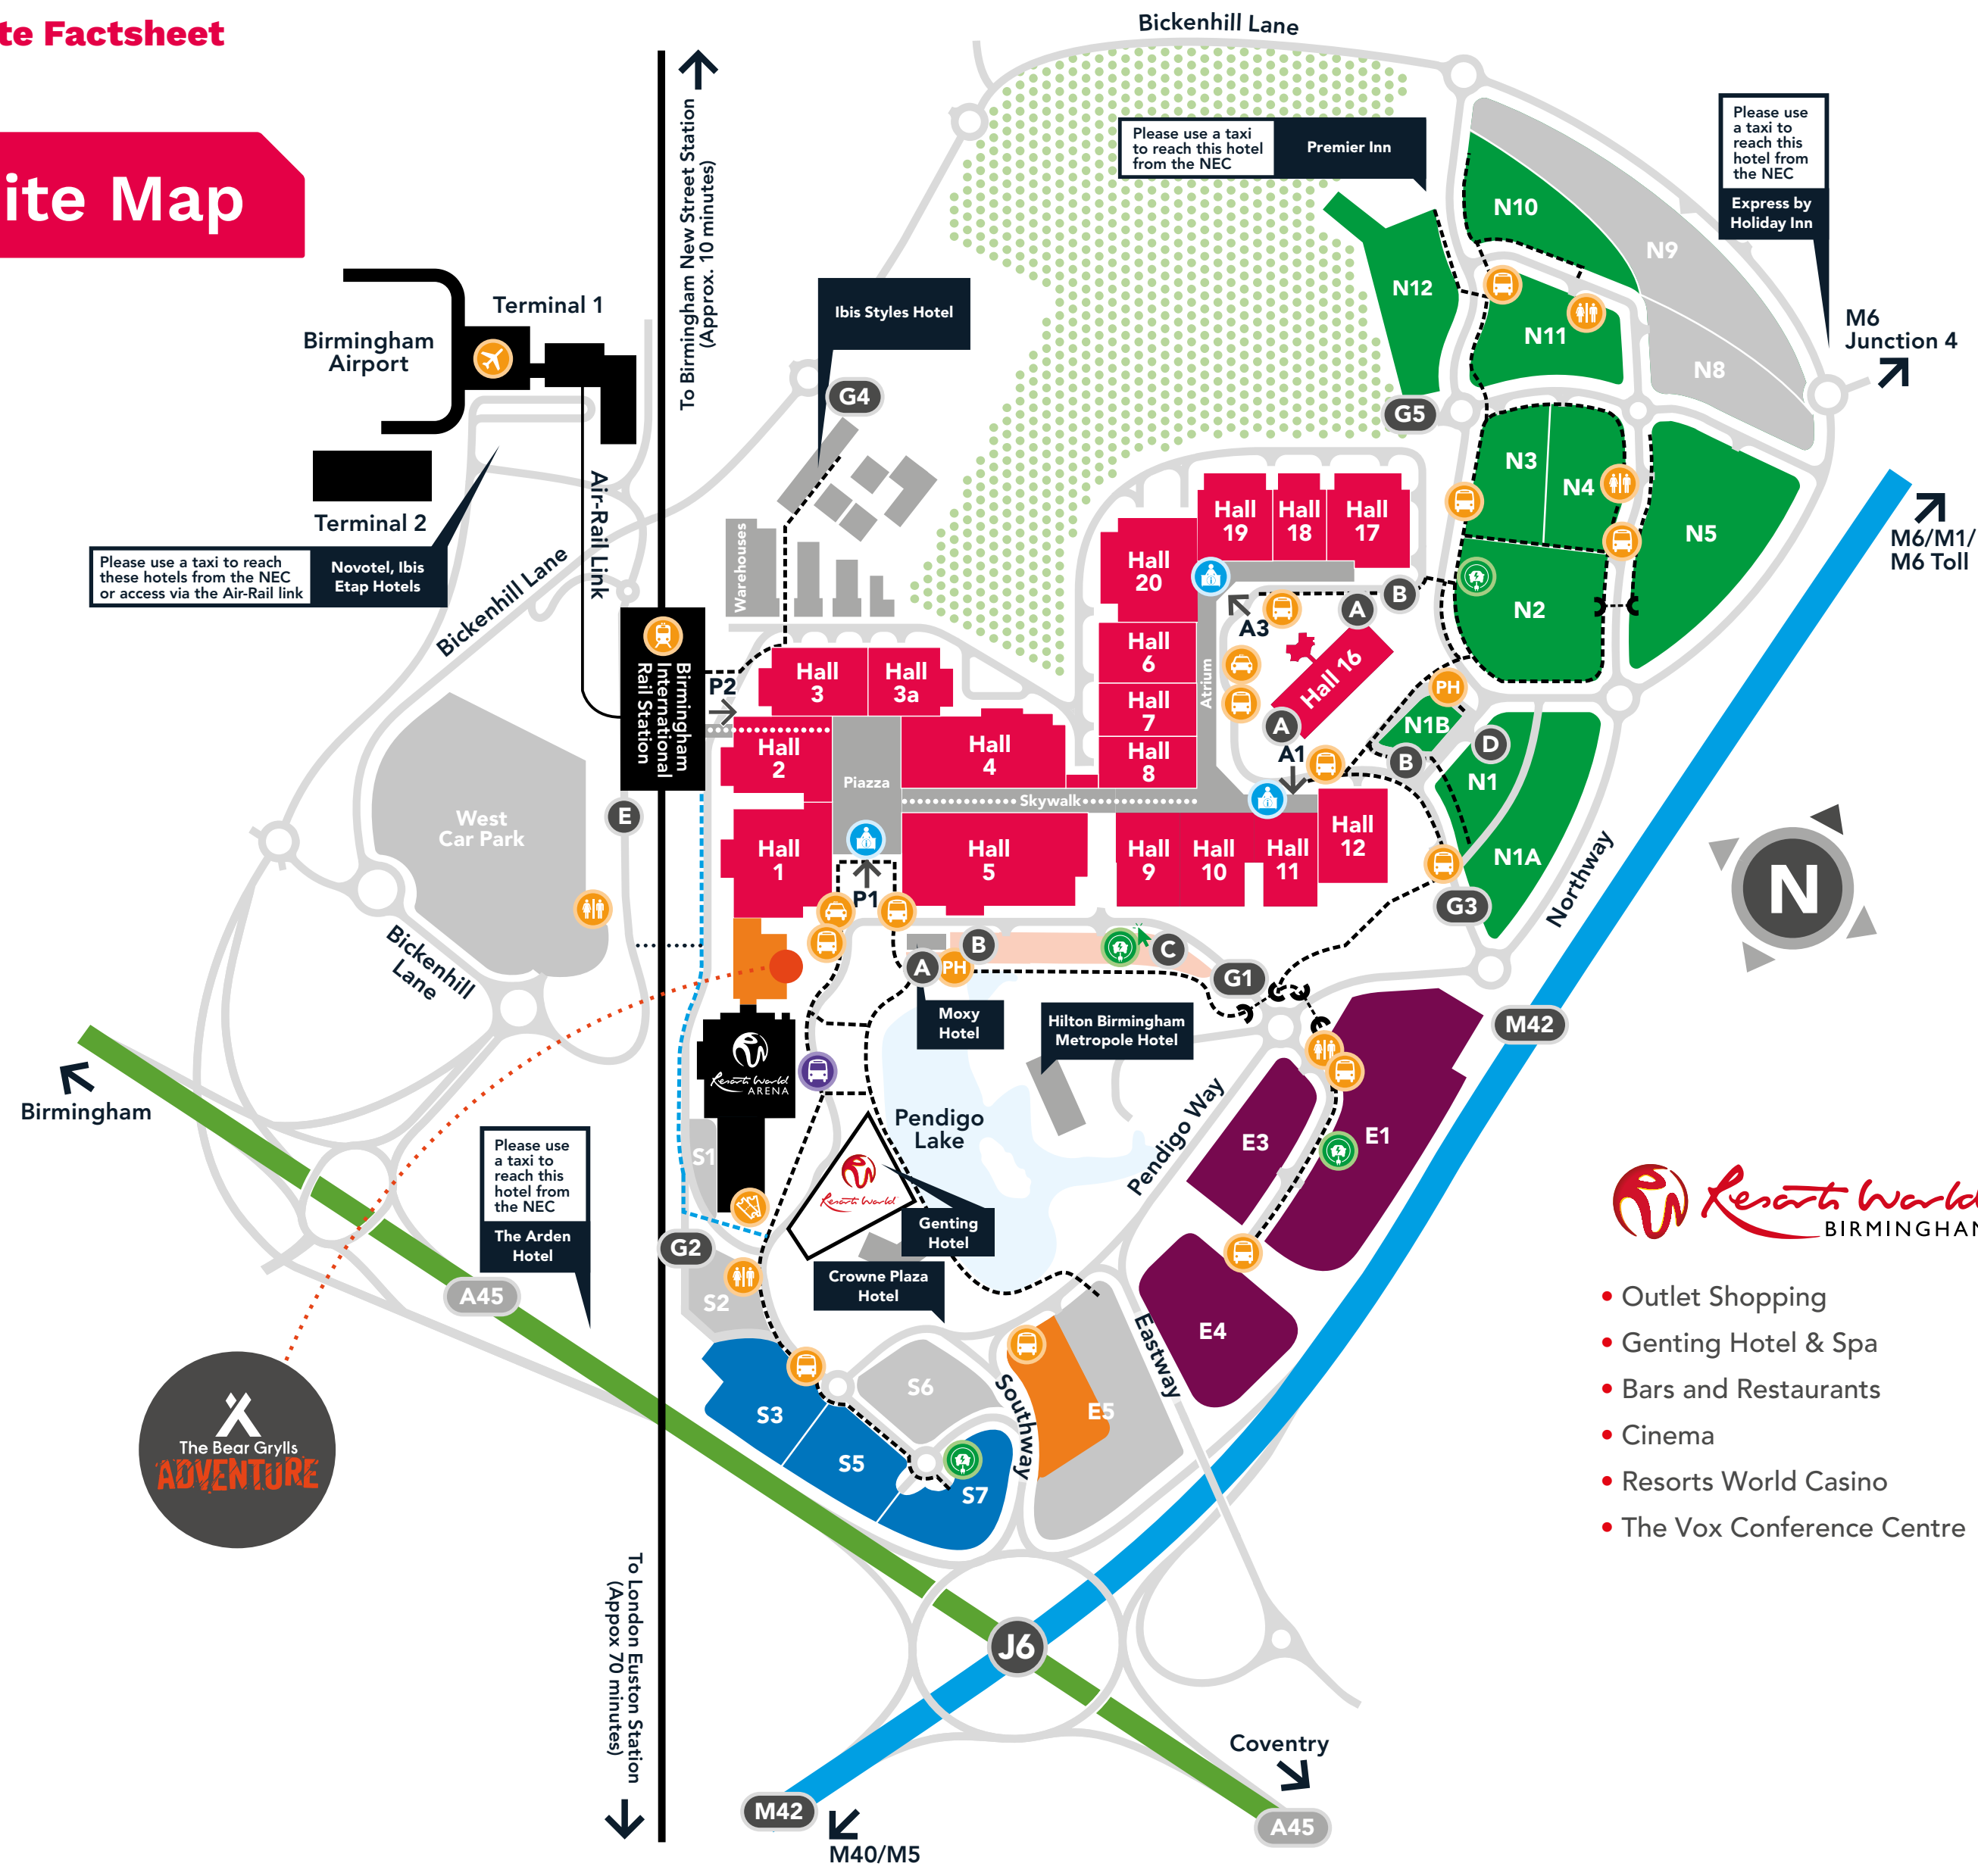 te Factsheet
ite Map
Bickenhill Lane
To Birmingham New Street Station
(Approx. 10 minutes)
Please use a taxi
to reach this hotel
from the NEC
Premier Inn
Please use
a taxi to
reach this
hotel from
the NEC
Express by
Holiday Inn
N10
N9
N12
N11
N8
M6
Junction 4
Terminal 1
Birmingham
Airport
Ibis Styles Hotel
G4
G5
Terminal 2
Please use a taxi to reach
these hotels from the NEC
or access via the Air-Rail link
Novotel, Ibis
Etap Hotels
Air-Rail Link
Bickenhill Lane
Warehouses
N3
N4
N5
N2
M6/M1/
M6 Toll
Hall
19
Hall
18
Hall
17
Hall
20
Hall
6
Hall
7
Hall
8
Atrium
A3
A
B
Hall 16
A
A1
PH
N1B
B
D
N1
N1A
Northway
G3
N
Birmingham
International
Rail Station
P2
Hall
3
Hall
3a
Hall
2
Hall
4
Piazza
Skywalk
Hall
1
Hall
5
Hall
9
Hall
10
Hall
11
Hall
12
P1
West
Car Park
E
Bickenhill
Lane
A
PH
B
C
G1
Moxy
Hotel
Hilton Birmingham
Metropole Hotel
M42
Resorts World
ARENA
Pendigo
Lake
Pendigo Way
E3
E1
Birmingham
Please use
a taxi to
reach this
hotel from
the NEC
The Arden
Hotel
S1
Resorts World
Genting
Hotel
G2
Crowne Plaza
Hotel
S2
A45
E4
Eastway
Southway
E5
S6
S3
S5
S7
The Bear Grylls
ADVENTURE
Resorts World
BIRMINGHAM
• Outlet Shopping
• Genting Hotel & Spa
• Bars and Restaurants
• Cinema
• Resorts World Casino
• The Vox Conference Centre
To London Euston Station
(Appox 70 minutes)
J6
Coventry
M42
M40/M5
A45